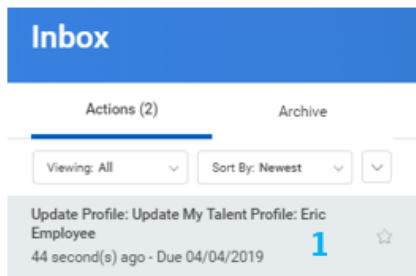 Inbox
Actions (2)
Archive
Viewing: All
Sort By: Newest
Update Profile: Update My Talent Profile: Eric
Employee
44 second(s) ago - Due 04/04/2019
1